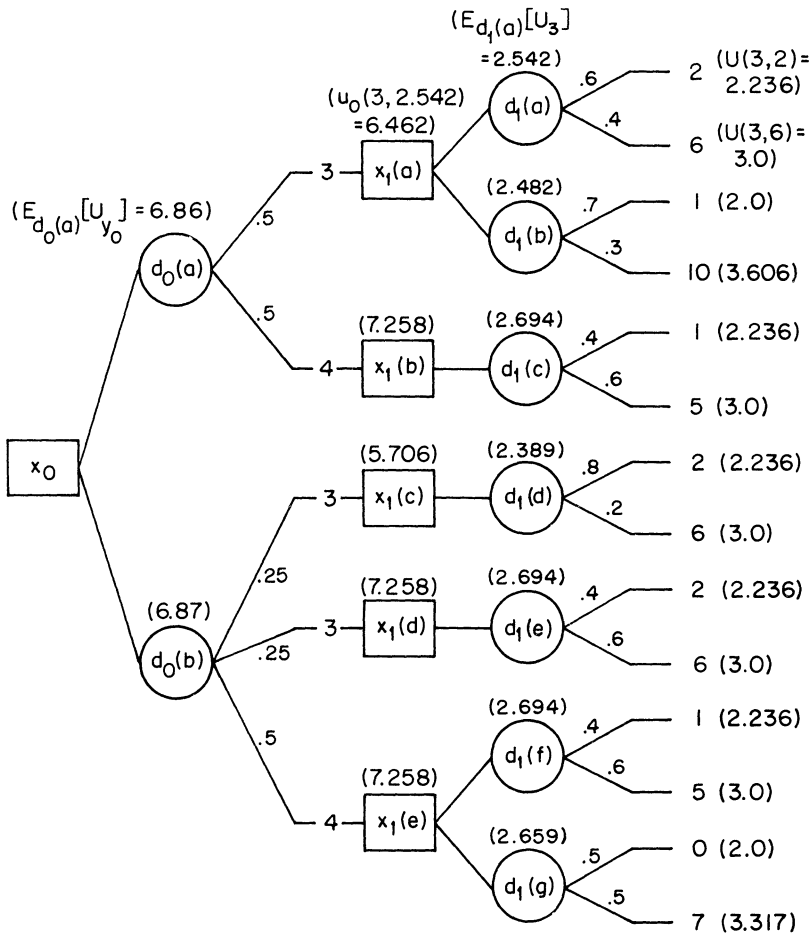 (E_{d_1(a)}[U_3]
=2.542)
(u_0(3, 2.542)
=6.462)
d_1(a)
.6
.4
2 (U(3,2)=
2.236)
6 (U(3,6)=
3.0)
3
x_1(a)
(2.482)
d_1(b)
.7
.3
1 (2.0)
10 (3.606)
(E_{d_0(a)}[U_{y_0}]=6.86)
d_0(a)
.5
.5
(7.258)
4
x_1(b)
(2.694)
d_1(c)
.4
.6
1 (2.236)
5 (3.0)
x_0
(5.706)
3
x_1(c)
(2.389)
d_1(d)
.8
.2
2 (2.236)
6 (3.0)
(6.87)
d_0(b)
.25
.25
.5
(7.258)
3
x_1(d)
(2.694)
d_1(e)
.4
.6
2 (2.236)
6 (3.0)
(7.258)
4
x_1(e)
(2.694)
d_1(f)
.4
.6
1 (2.236)
5 (3.0)
(2.659)
d_1(g)
.5
.5
0 (2.0)
7 (3.317)